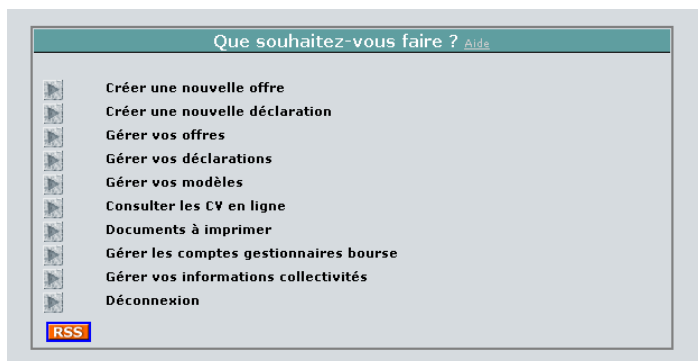 Que souhaitez-vous faire ? Aide
Créer une nouvelle offre
Créer une nouvelle déclaration
Gérer vos offres
Gérer vos déclarations
Gérer vos modèles
Consulter les CV en ligne
Documents à imprimer
Gérer les comptes gestionnaires bourse
Gérer vos informations collectivités
Déconnexion
RSS